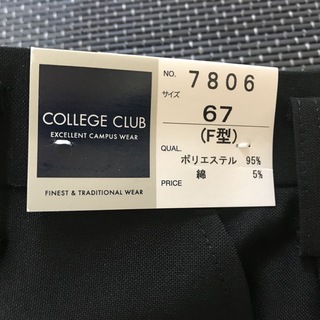 COLLEGE CLUB
EXCELLENT CAMPUS WEAR
FINEST & TRADITIONAL WEAR
NO. 7806
サイズ
67
(F型)
QUAL.
ポリエステル 95%
綿 5%
PRICE